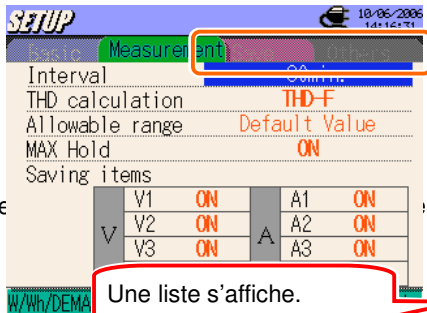 SETUP 10/06/2006
14:16:31
Basic Measurement Save Others
Interval 30min.
THD calculation THD-F
Allowable range Default Value
MAX Hold ON
Saving items
V V1 ON A A1 ON
V2 ON A2 ON
V3 ON A3 ON
W/Wh/DEMA
Une liste s’affiche.